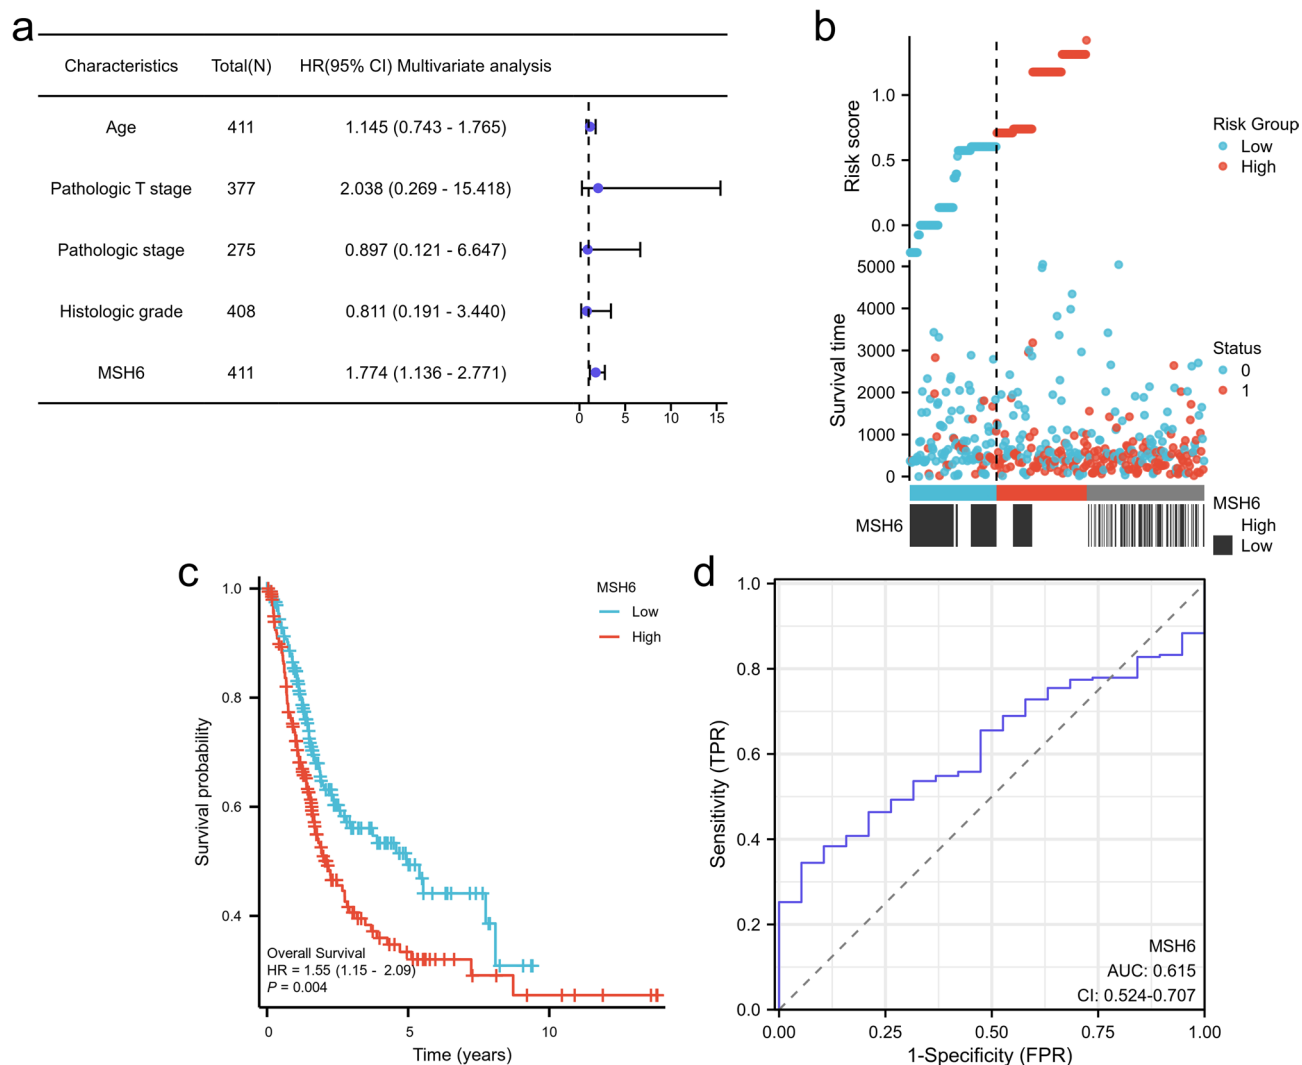 a
Characteristics Total(N) HR(95% CI) Multivariate analysis
Age 411 1.145 (0.743 - 1.765)
Pathologic T stage 377 2.038 (0.269 - 15.418)
Pathologic stage 275 0.897 (0.121 - 6.647)
Histologic grade 408 0.811 (0.191 - 3.440)
MSH6 411 1.774 (1.136 - 2.771)
0 5 10 15
b
Risk score
1.0
0.5
0.0
Risk Group
Low
High
Survival time
5000
4000
3000
2000
1000
0
Status
0
1
MSH6
MSH6
High
Low
c
Survival probability
1.0
0.8
0.6
0.4
MSH6
Low
High
Overall Survival
HR = 1.55 (1.15 - 2.09)
P = 0.004
0 5 10
Time (years)
d
Sensitivity (TPR)
1.0
0.8
0.6
0.4
0.2
0.0
MSH6
AUC: 0.615
CI: 0.524-0.707
0.00 0.25 0.50 0.75 1.00
1-Specificity (FPR)